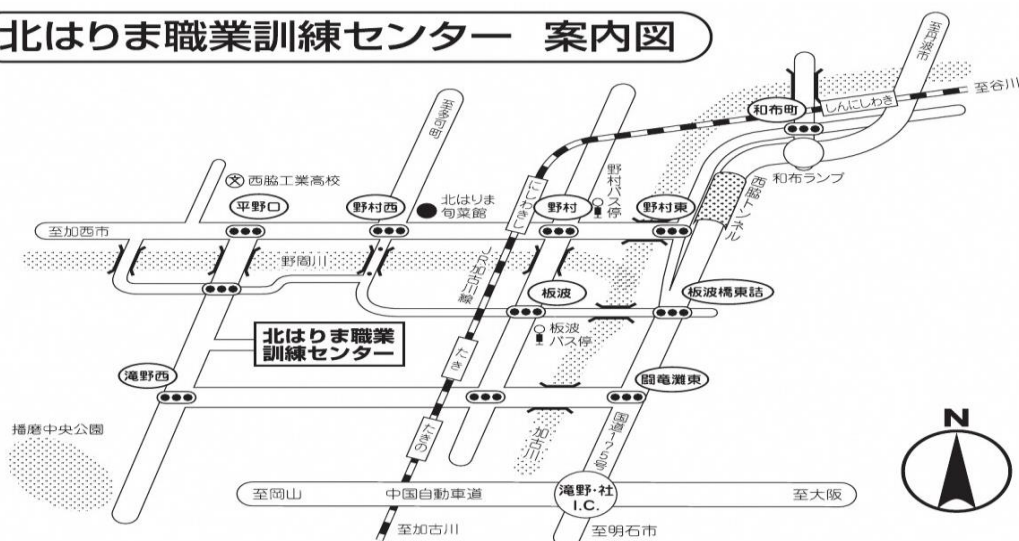 北はりま職業訓練センター 案内図
至丹波市
至谷川
しんにしわき
和布町
至多可町
和布ランプ
西脇トンネル
西脇工業高校
野村バス停
にしわきし
北はりま
旬菜館
平野口
野村西
野村
野村東
至加西市
野間川
JR加古川線
板波
板波橋東詰
板波
バス停
北はりま職業
訓練センター
たき
滝野西
闘竜灘東
播磨中央公園
たきの
加古川
国道175号
N
至岡山
中国自動車道
滝野・社
I.C.
至大阪
至加古川
至明石市